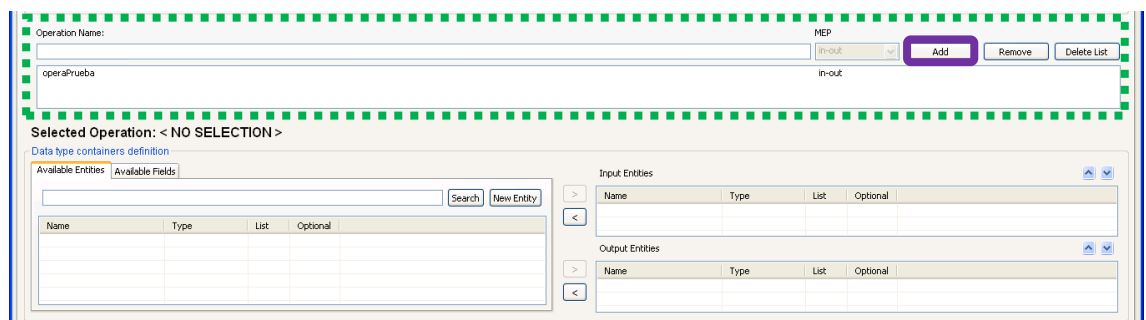 Operation Name: MEP
in-out Add Remove Delete List
operaPrueba in-out
Selected Operation: < NO SELECTION >
Data type containers definition
Available Entities Available Fields
Search New Entity
Name Type List Optional
Input Entities
>
Name Type List Optional
<
Output Entities
>
Name Type List Optional
<